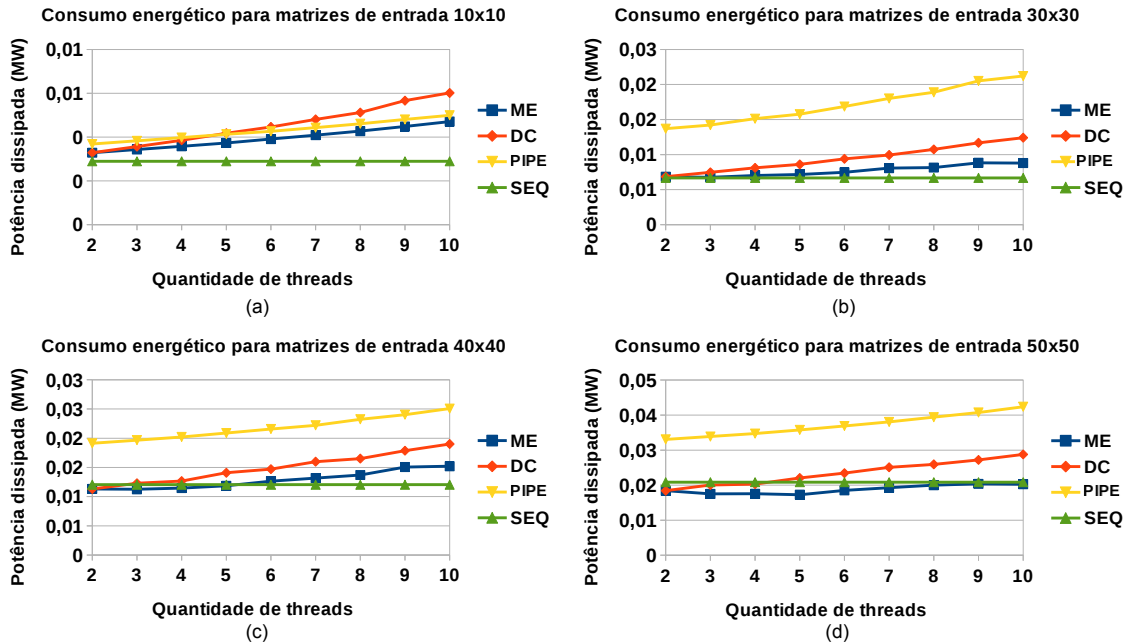 Consumo energético para matrizes de entrada 10x10
Potência dissipada (MW)
0,01
0,01
0
0
0
2 3 4 5 6 7 8 9 10
Quantidade de threads
ME
DC
PIPE
SEQ
(a)
Consumo energético para matrizes de entrada 30x30
Potência dissipada (MW)
0,03
0,02
0,02
0,01
0,01
0
2 3 4 5 6 7 8 9 10
Quantidade de threads
ME
DC
PIPE
SEQ
(b)
Consumo energético para matrizes de entrada 40x40
Potência dissipada (MW)
0,03
0,03
0,02
0,02
0,01
0,01
0
2 3 4 5 6 7 8 9 10
Quantidade de threads
ME
DC
PIPE
SEQ
(c)
Consumo energético para matrizes de entrada 50x50
Potência dissipada (MW)
0,05
0,04
0,03
0,02
0,01
0
2 3 4 5 6 7 8 9 10
Quantidade de threads
ME
DC
PIPE
SEQ
(d)